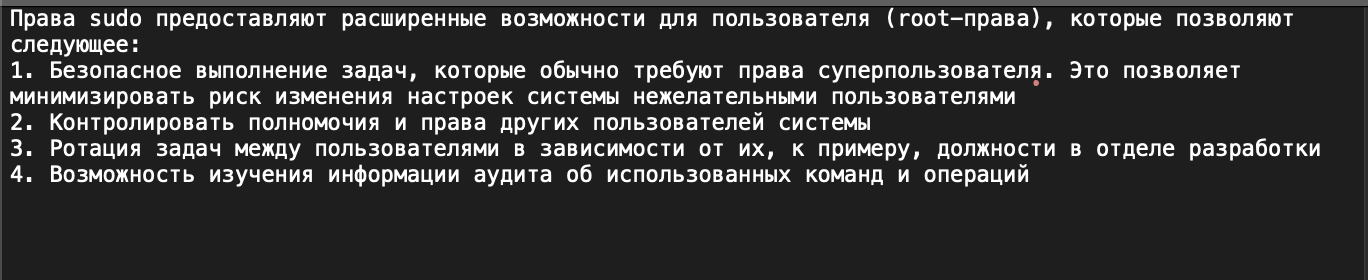 Права sudo предоставляют расширенные возможности для пользователя (root-права), которые позволяют
следующее:
1. Безопасное выполнение задач, которые обычно требуют права суперпользователя. Это позволяет
минимизировать риск изменения настроек системы нежелательными пользователями
2. Контролировать полномочия и права других пользователей системы
3. Ротация задач между пользователями в зависимости от их, к примеру, должности в отделе разработки
4. Возможность изучения информации аудита об использованных команд и операций